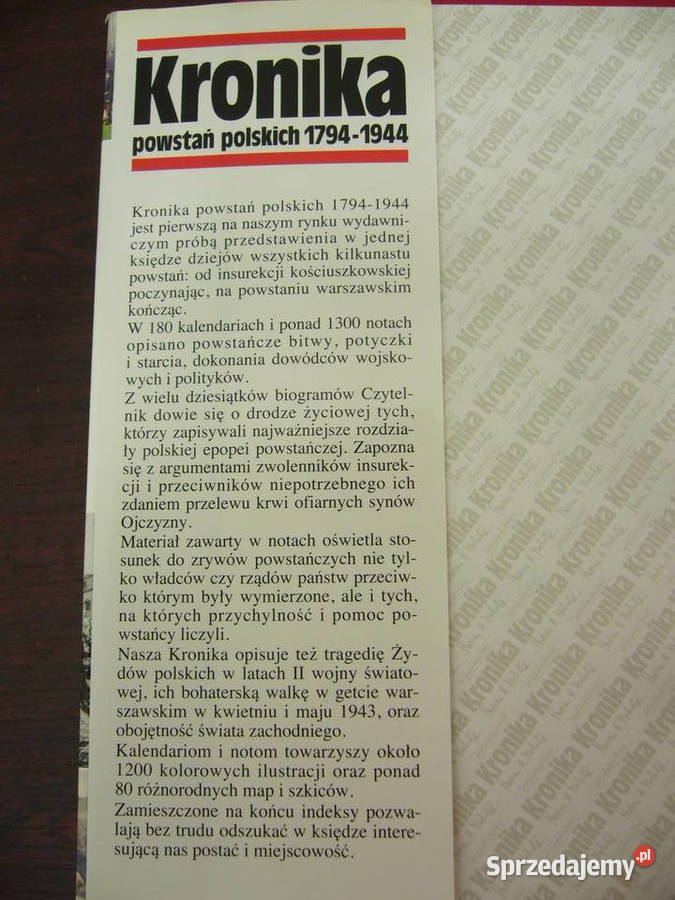 Kronika
powstań polskich 1794-1944
Kronika powstań polskich 1794-1944
jest pierwszą na naszym rynku wydawni-
czym próbą przedstawienia w jednej
księdze dziejów wszystkich kilkunastu
powstań: od insurekcji kościuszkowskiej
poczynając, na powstaniu warszawskim
kończąc.
W 180 kalendariach i ponad 1300 notach
opisano powstańcze bitwy, potyczki
i starcia, dokonania dowódców wojsko-
wych i polityków.
Z wielu dziesiątków biogramów Czytel-
nik dowie się o drodze życiowej tych,
którzy zapisywali najważniejsze rozdzia-
ły polskiej epopei powstańczej. Zapozna
się z argumentami zwolenników insurek-
cji i przeciwników niepotrzebnego ich
zdaniem przelewu krwi ofiarnych synów
Ojczyzny.
Materiał zawarty w notach oświetla sto-
sunek do zrywów powstańczych nie tyl-
ko władców czy rządów państw przeciw-
ko którym były wymierzone, ale i tych,
na których przychylność i pomoc po-
wstańcy liczyli.
Nasza Kronika opisuje też tragedię Ży-
dów polskich w latach II wojny świato-
wej, ich bohaterską walkę w getcie war-
szawskim w kwietniu i maju 1943, oraz
obojętność świata zachodniego.
Kalendariom i notom towarzyszy około
1200 kolorowych ilustracji oraz ponad
80 różnorodnych map i szkiców.
Zamieszczone na końcu indeksy pozwa-
lają bez trudu odszukać w księdze intere-
sującą nas postać i miejscowość.
Sprzedajemy.pl